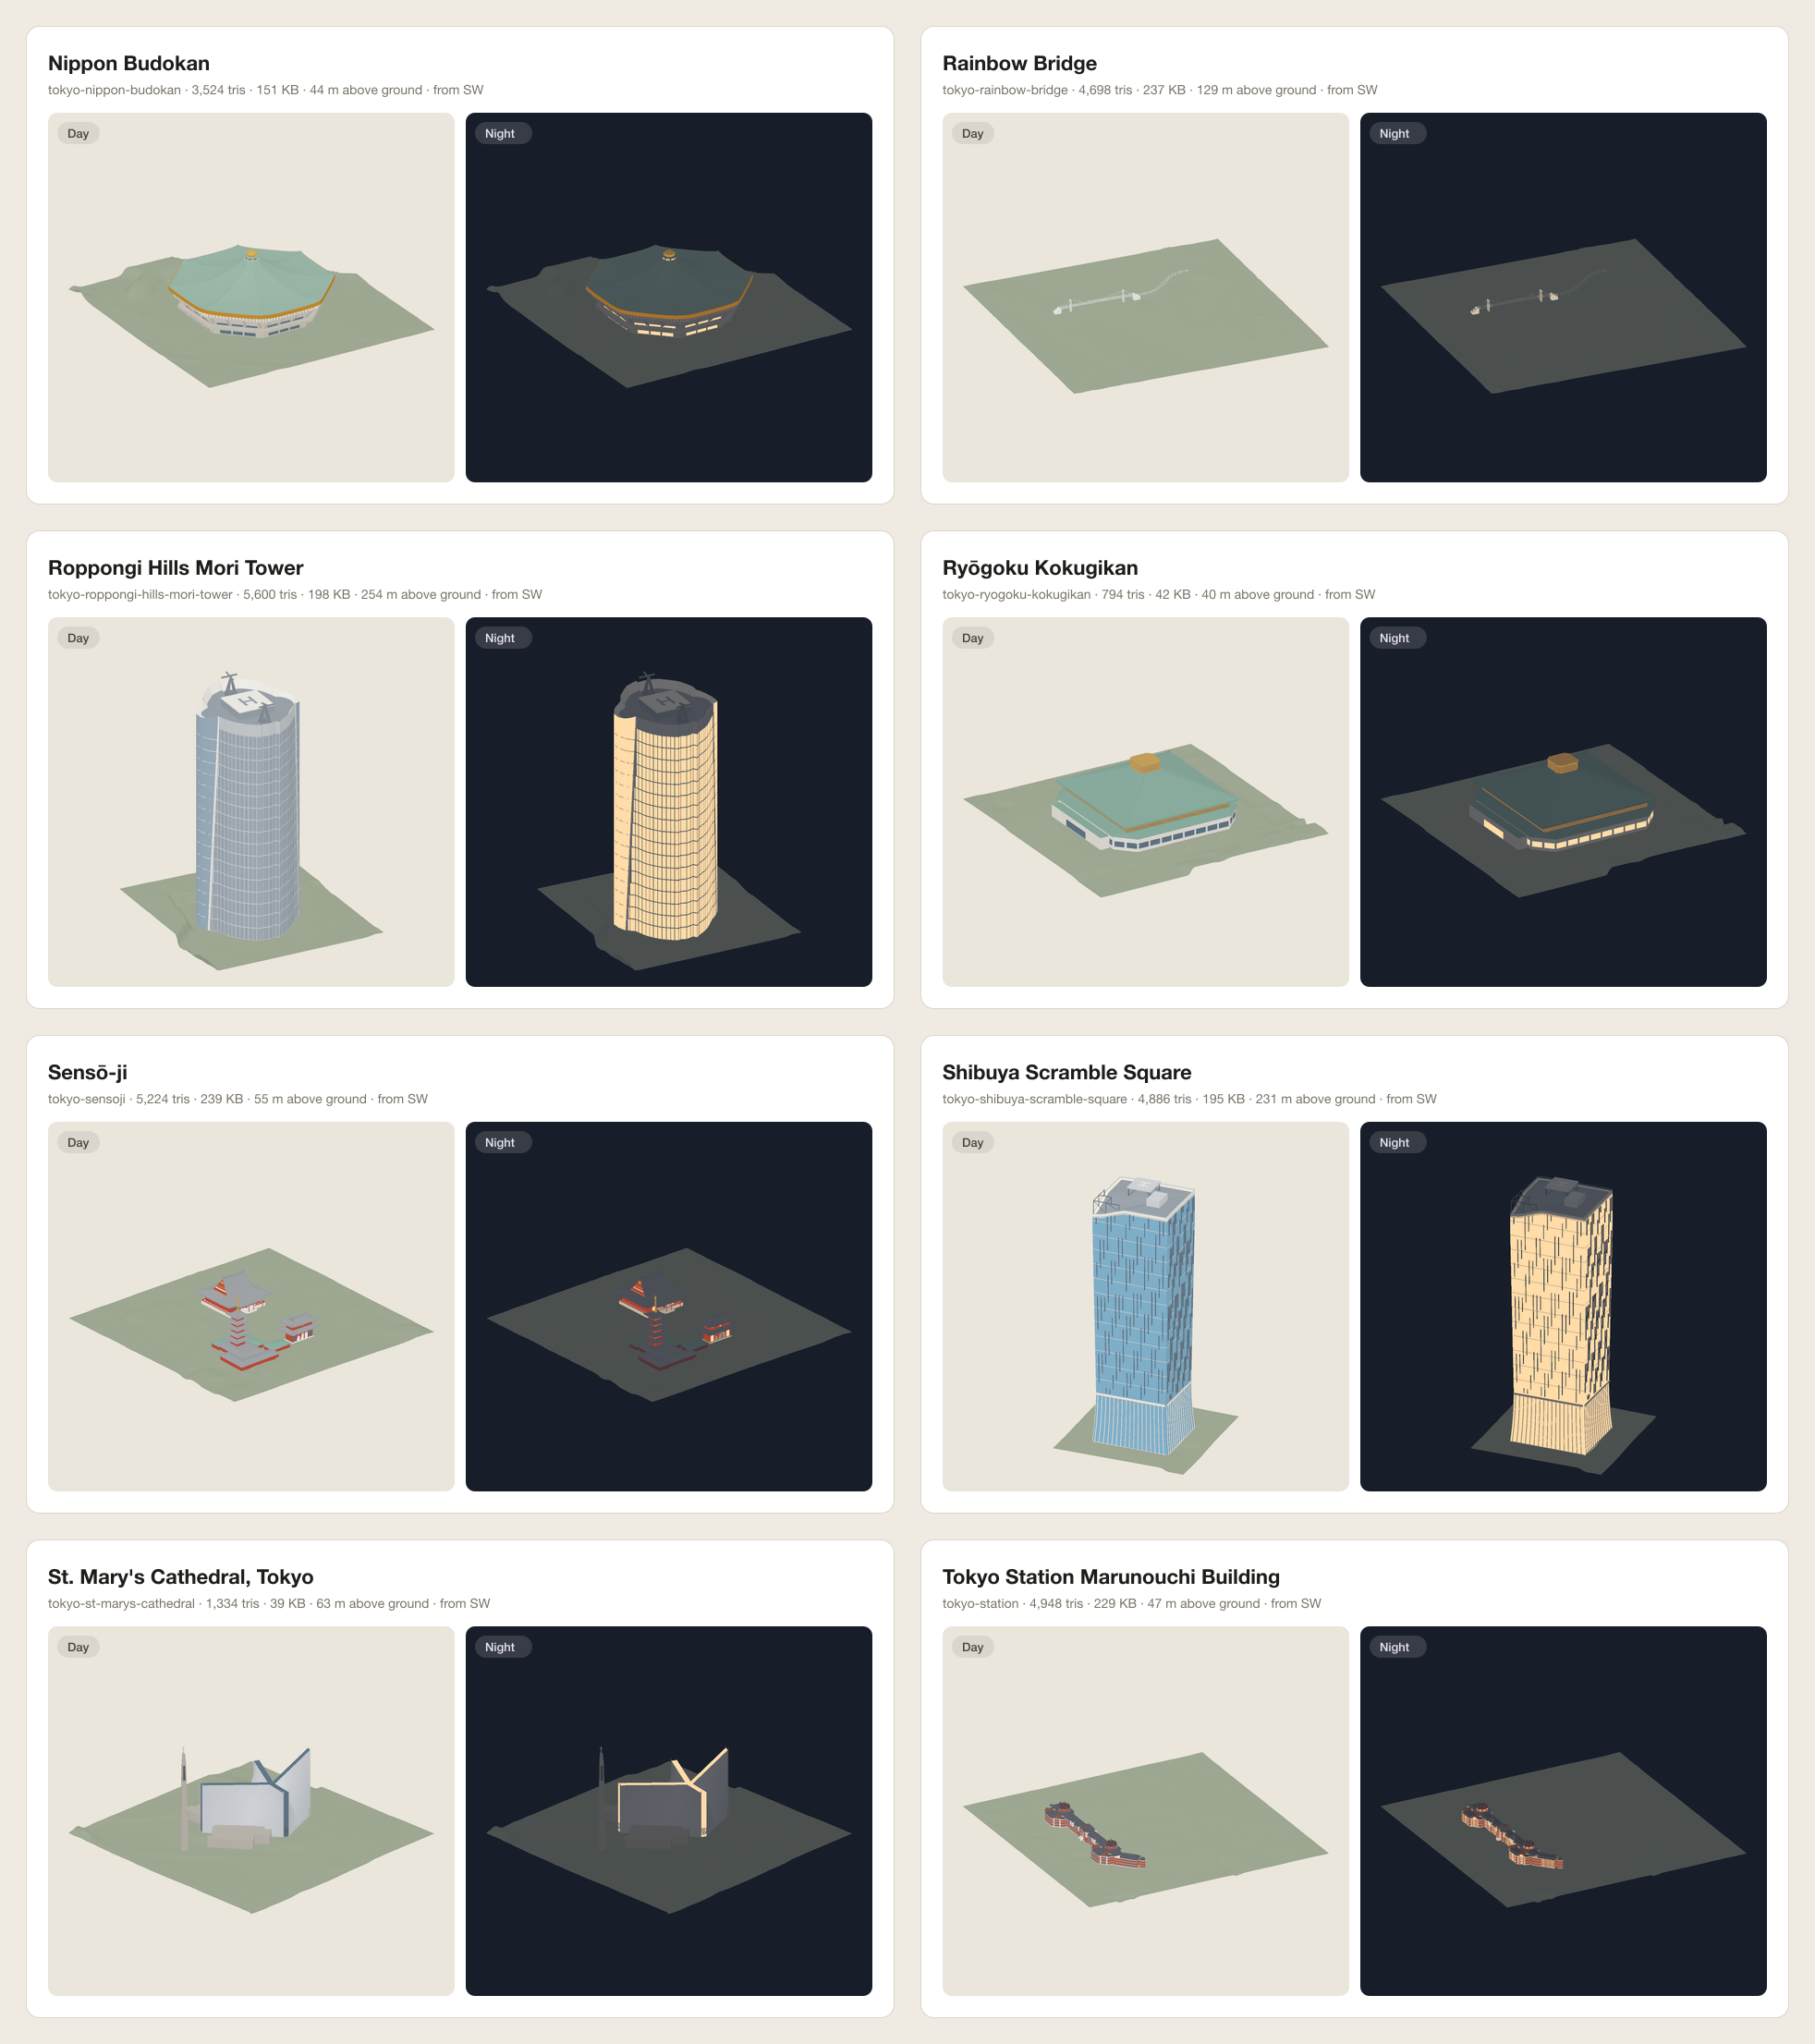 Nippon Budokan
tokyo-nippon-budokan · 3,524 tris · 151 KB · 44 m above ground · from SW
Day
Night
Rainbow Bridge
tokyo-rainbow-bridge · 4,698 tris · 237 KB · 129 m above ground · from SW
Day
Night
Roppongi Hills Mori Tower
tokyo-roppongi-hills-mori-tower · 5,600 tris · 198 KB · 254 m above ground · from SW
Day
H
Night
H
Ryōgoku Kokugikan
tokyo-ryogoku-kokugikan · 794 tris · 42 KB · 40 m above ground · from SW
Day
Night
Sensō-ji
tokyo-sensoji · 5,224 tris · 239 KB · 55 m above ground · from SW
Day
Night
Shibuya Scramble Square
tokyo-shibuya-scramble-square · 4,886 tris · 195 KB · 231 m above ground · from SW
Day
H
Night
St. Mary's Cathedral, Tokyo
tokyo-st-marys-cathedral · 1,334 tris · 39 KB · 63 m above ground · from SW
Day
Night
Tokyo Station Marunouchi Building
tokyo-station · 4,948 tris · 229 KB · 47 m above ground · from SW
Day
Night